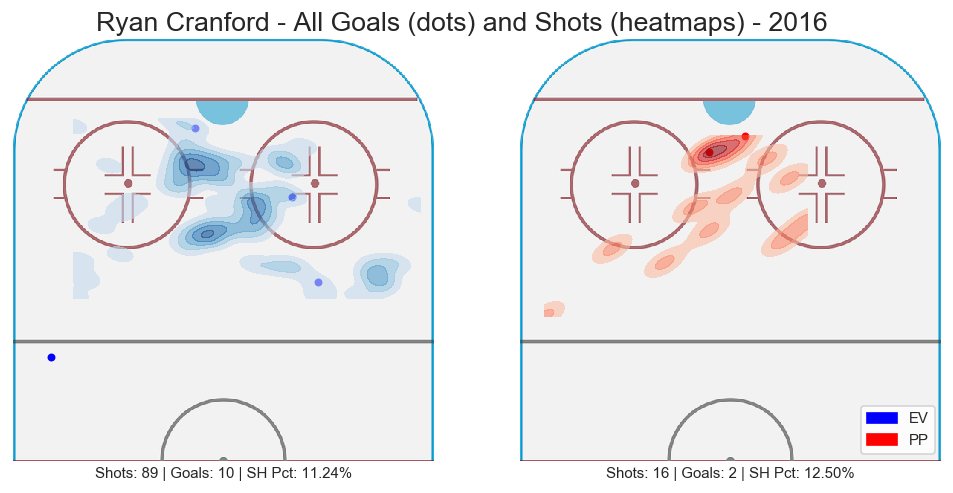 Ryan Cranford - All Goals (dots) and Shots (heatmaps) - 2016
EV
PP
Shots: 89 | Goals: 10 | SH Pct: 11.24%
Shots: 16 | Goals: 2 | SH Pct: 12.50%